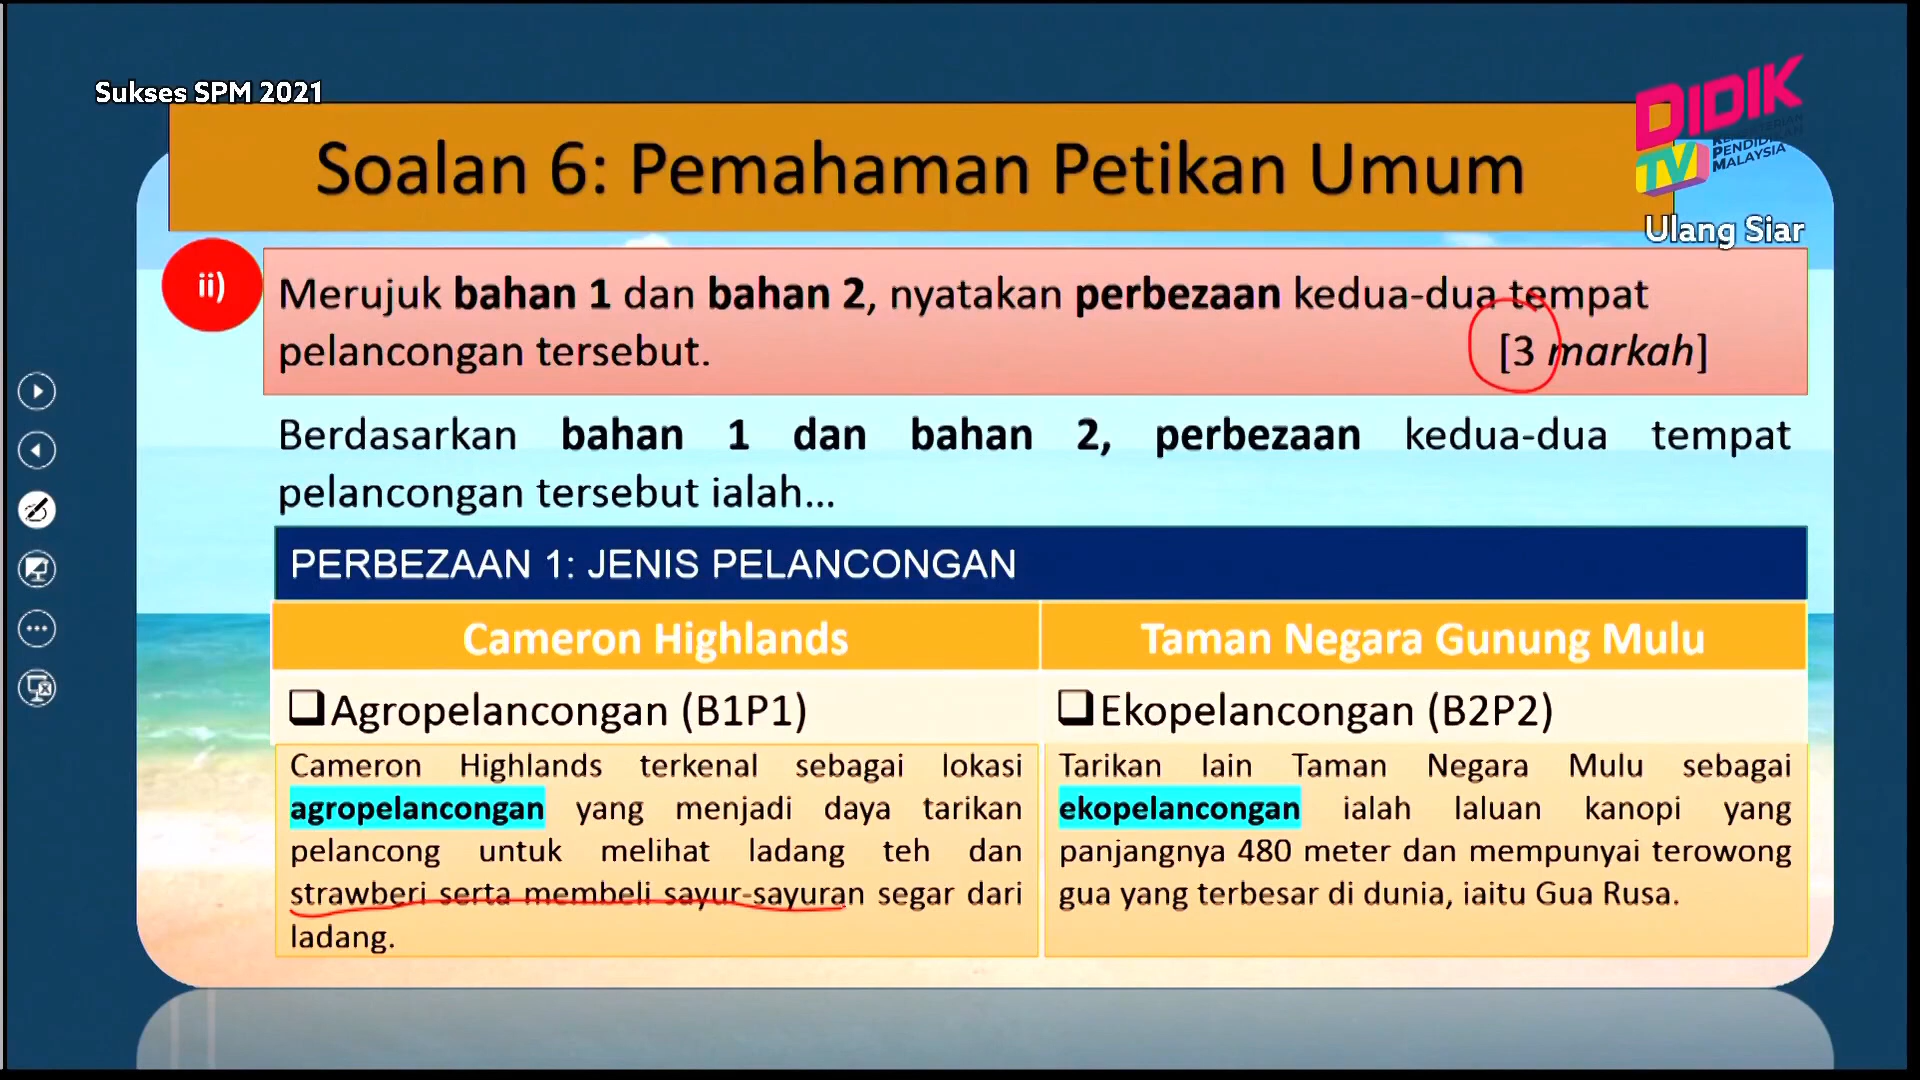 Sukses SPM 2021
DIDIK
TV
KEMENTERIAN
PENDIDIKAN
MALAYSIA
Ulang Siar
Soalan 6: Pemahaman Petikan Umum
ii)
Merujuk bahan 1 dan bahan 2, nyatakan perbezaan kedua-dua tempat
pelancongan tersebut. [3 markah]
Berdasarkan bahan 1 dan bahan 2, perbezaan kedua-dua tempat
pelancongan tersebut ialah...
PERBEZAAN 1: JENIS PELANCONGAN
Cameron Highlands
Taman Negara Gunung Mulu
Agropelancongan (B1P1)
Ekopelancongan (B2P2)
Cameron Highlands terkenal sebagai lokasi
agropelancongan yang menjadi daya tarikan
pelancong untuk melihat ladang teh dan
strawberi serta membeli sayur-sayuran segar dari
ladang.
Tarikan lain Taman Negara Mulu sebagai
ekopelancongan ialah laluan kanopi yang
panjangnya 480 meter dan mempunyai terowong
gua yang terbesar di dunia, iaitu Gua Rusa.